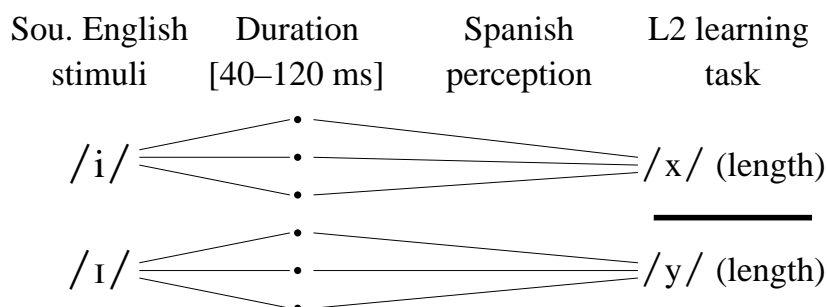 Sou. English Duration Spanish L2 learning
stimuli [40–120 ms] perception task
/i/ /x/ (length)
/ɪ/ /y/ (length)